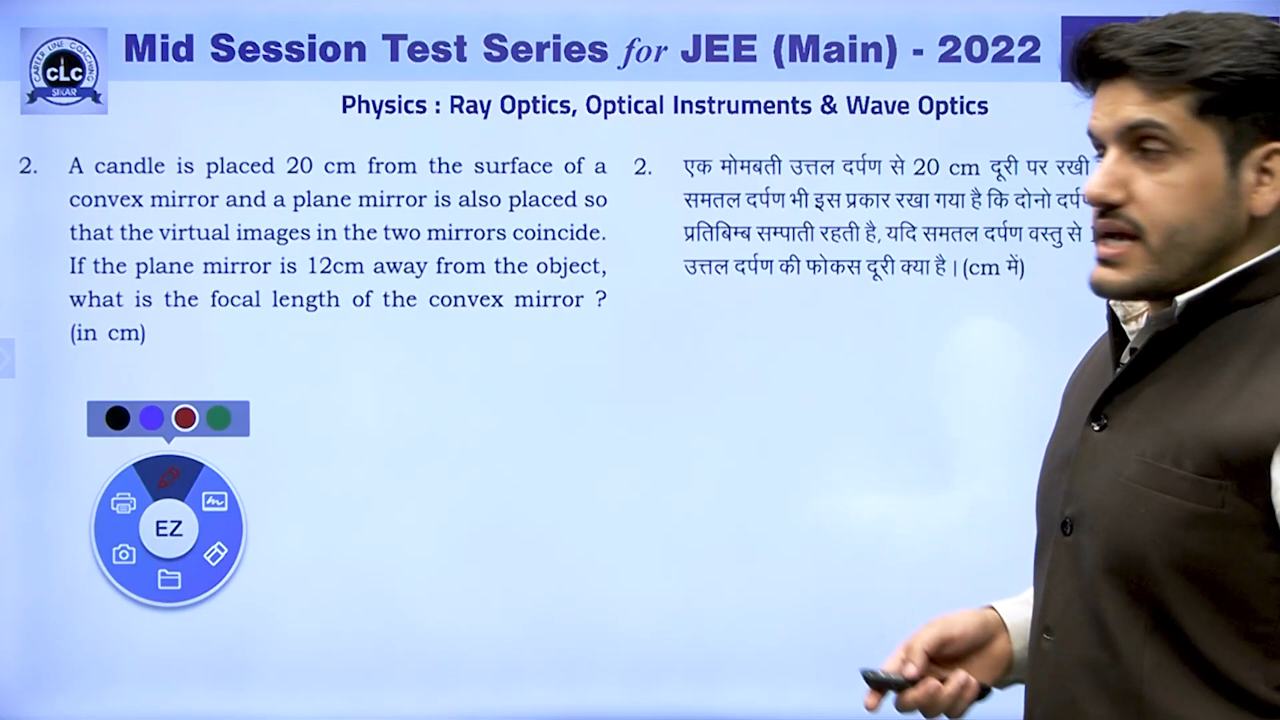 CAREER LINE COACHING
CLC
SIKAR
Mid Session Test Series for JEE (Main) - 2022
Physics : Ray Optics, Optical Instruments & Wave Optics
2. A candle is placed 20 cm from the surface of a
convex mirror and a plane mirror is also placed so
that the virtual images in the two mirrors coincide.
If the plane mirror is 12cm away from the object,
what is the focal length of the convex mirror ?
(in cm)
2. एक मोमबती उत्तल दर्पण से 20 cm दूरी पर रखी
समतल दर्पण भी इस प्रकार रखा गया है कि दोनो
प्रतिबिम्ब सम्पाती रहती है, यदि समतल दर्पण वस्तु से
उत्तल दर्पण की फोकस दूरी क्या है। (cm में)
EZ